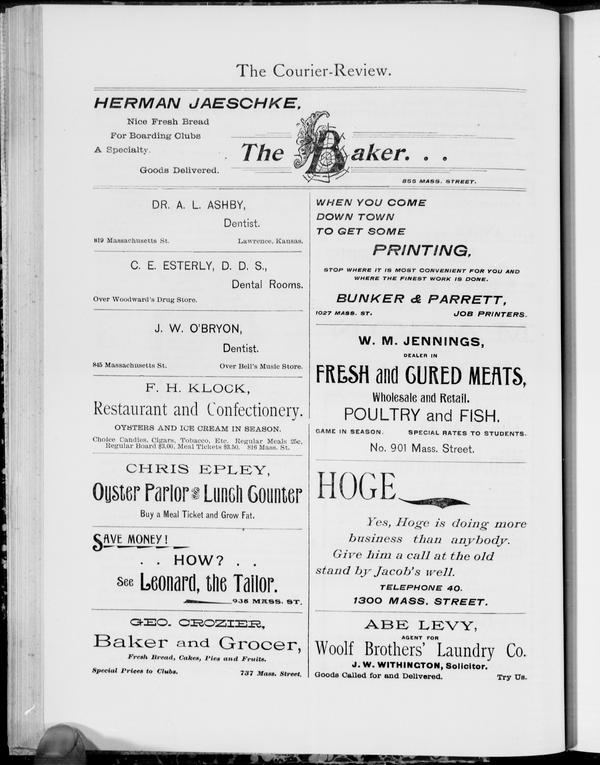 The Courier-Review.
HERMAN JAESCHKE,
Nice Fresh Bread
For Boarding Clubs
A Specialty.
Goods Delivered.
The Baker. . .
856 MASS. STREET.
DR. A. L. ASHBY,
Dentist.
819 Massachusetts St. Lawrence, Kansas.
C. E. ESTERLY, D. D. S.,
Dental Rooms.
Over Woodward's Drug Store.
J. W. O'BRYON,
Dentist.
845 Massachusetts St. Over Bell's Music Store.
F. H. KLOCK,
Restaurant and Confectionery.
OYSTERS AND ICE CREAM IN SEASON.
Choice Candies, Cigars, Tobacco, Etc. Regular Meals 25c,
Regular Board $3.00, Meal Tickets $3.50. 816 Mass. St.
CHRIS EPLEY,
Oyster Parlor and Lunch Counter
Buy a Meal Ticket and Grow Fat.
SAVE MONEY!
. . HOW? . .
See Leonard, the Tailor.
935 MASS. ST.
GEO. CROZIER,
Baker and Grocer,
Fresh Bread, Cakes, Pies and Fruits.
Special Prices to Clubs. 737 Mass. Street.
WHEN YOU COME
DOWN TOWN
TO GET SOME
PRINTING,
STOP WHERE IT IS MOST CONVENIENT FOR YOU AND
WHERE THE FINEST WORK IS DONE.
BUNKER & PARRETT,
1027 MASS. ST. JOB PRINTERS.
W. M. JENNINGS,
DEALER IN
FRESH and CURED MEATS,
Wholesale and Retail.
POULTRY and FISH.
GAME IN SEASON. SPECIAL RATES TO STUDENTS.
No. 901 Mass. Street.
HOGE
Yes, Hoge is doing more
business than anybody.
Give him a call at the old
stand by Jacob's well.
TELEPHONE 40.
1300 MASS. STREET.
ABE LEVY,
AGENT FOR
Woolf Brothers' Laundry Co.
J. W. WITHINGTON, Solicitor.
Goods Called for and Delivered. Try Us.